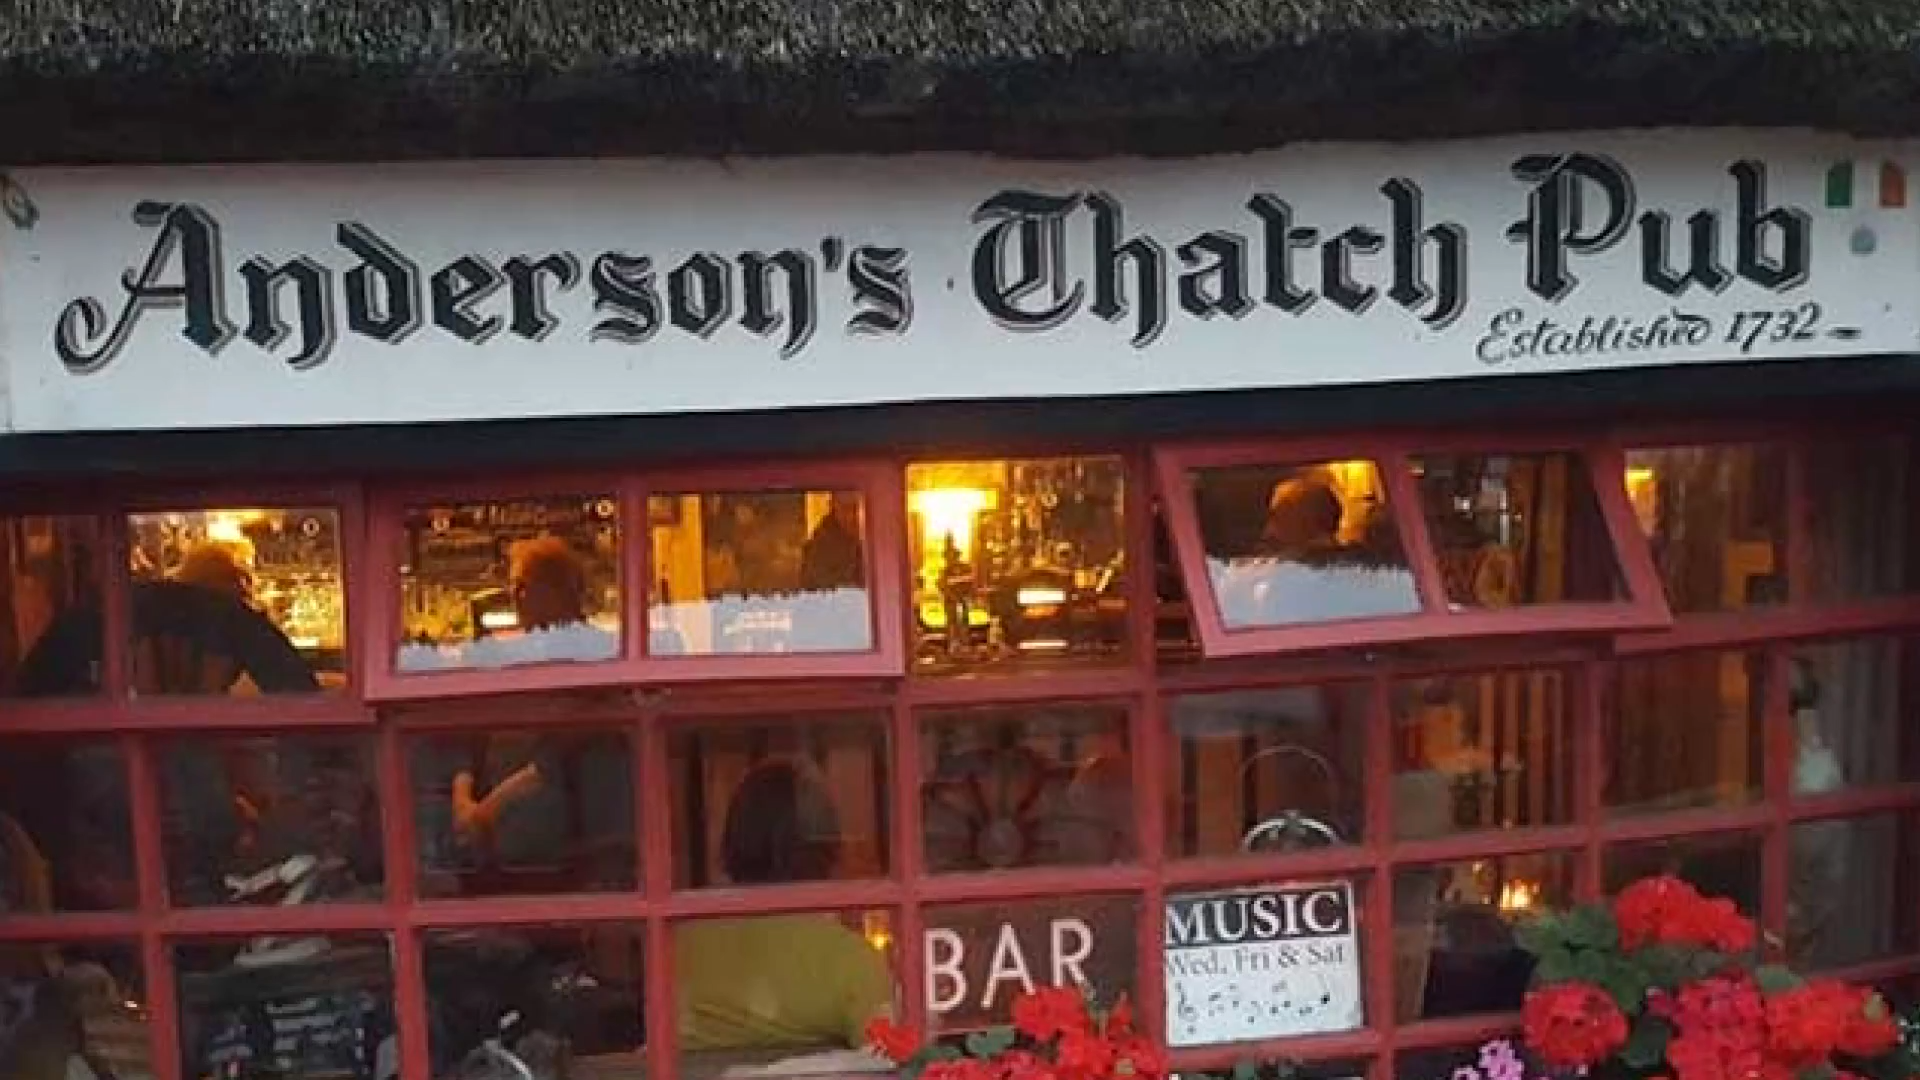 Anderson's Thatch Pub
Established 1732
BAR
MUSIC
Wed, Fri & Sat